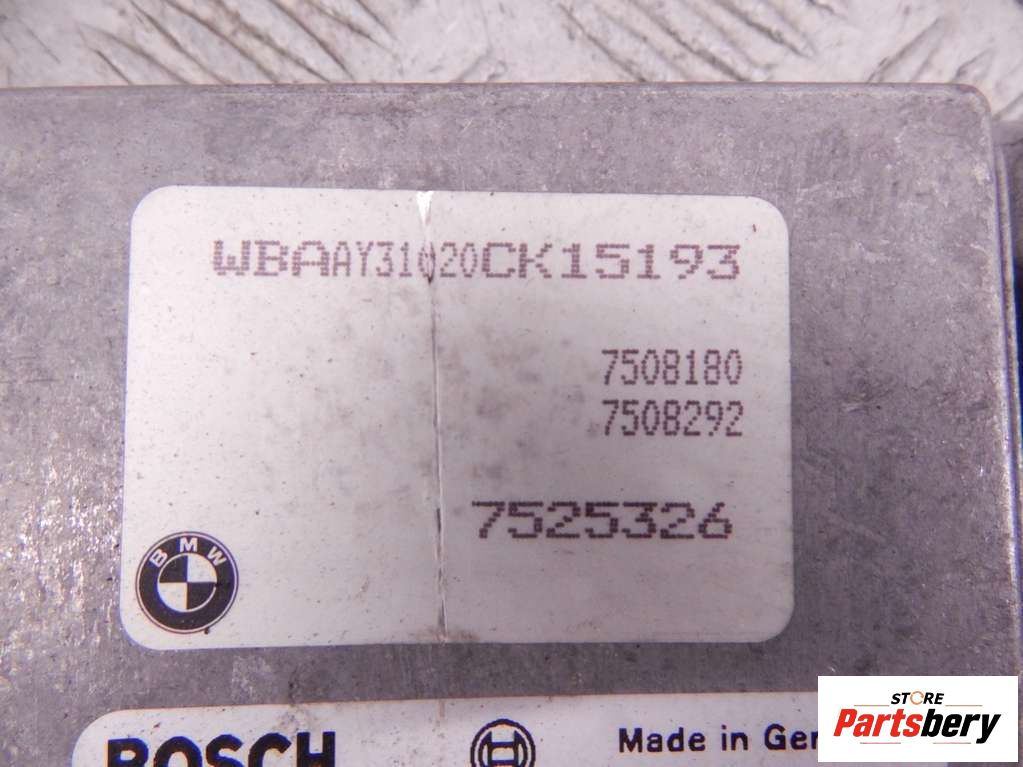 WBAAY31020CK15193
7508180
7508292
7525326
BMW
BOSCH
Made in Ger
STORE
Partsbery